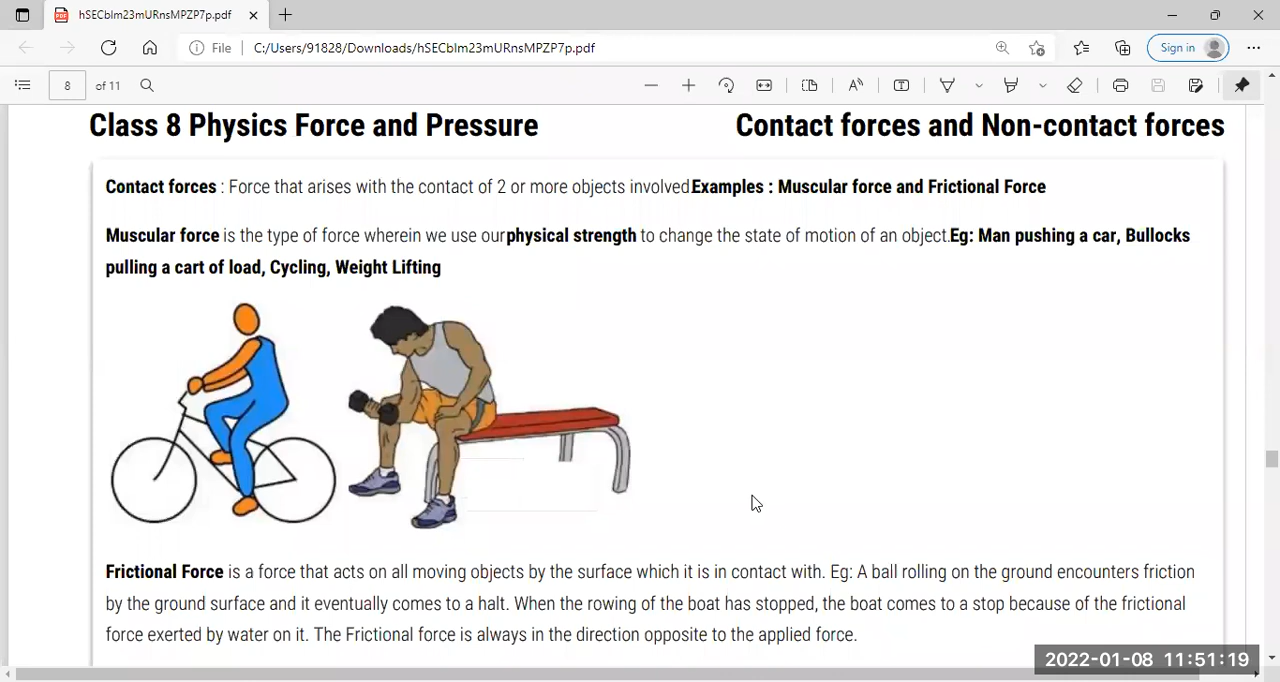 hSECbIm23mURnsMPZP7p.pdf
File
C:/Users/91828/Downloads/hSECbIm23mURnsMPZP7p.pdf
Sign in
8 of 11
Class 8 Physics Force and Pressure
Contact forces and Non-contact forces
Contact forces : Force that arises with the contact of 2 or more objects involved.Examples : Muscular force and Frictional Force
Muscular force is the type of force wherein we use our physical strength to change the state of motion of an object.Eg: Man pushing a car, Bullocks
pulling a cart of load, Cycling, Weight Lifting
Frictional Force is a force that acts on all moving objects by the surface which it is in contact with. Eg: A ball rolling on the ground encounters friction
by the ground surface and it eventually comes to a halt. When the rowing of the boat has stopped, the boat comes to a stop because of the frictional
force exerted by water on it. The Frictional force is always in the direction opposite to the applied force.
2022-01-08 11:51:19